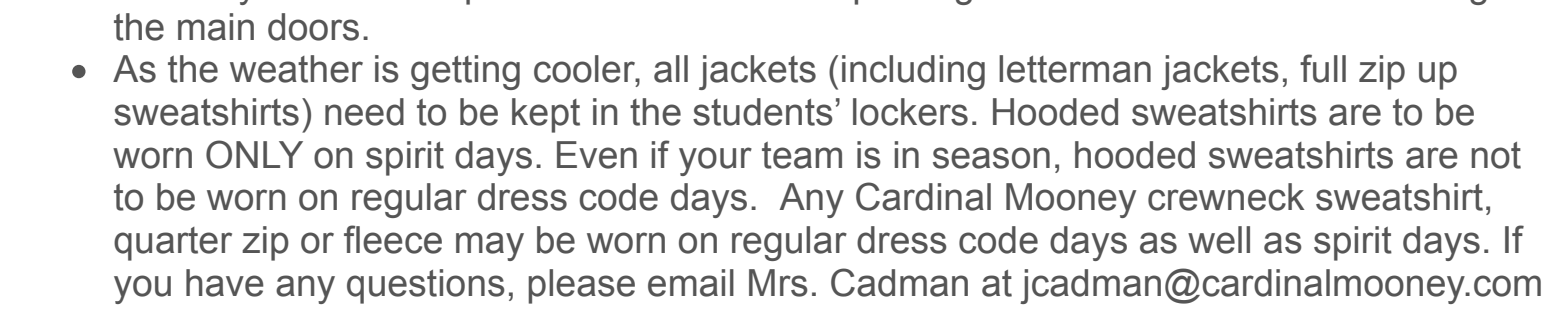 the main doors.
• As the weather is getting cooler, all jackets (including letterman jackets, full zip up
sweatshirts) need to be kept in the students’ lockers. Hooded sweatshirts are to be
worn ONLY on spirit days. Even if your team is in season, hooded sweatshirts are not
to be worn on regular dress code days.  Any Cardinal Mooney crewneck sweatshirt,
quarter zip or fleece may be worn on regular dress code days as well as spirit days. If
you have any questions, please email Mrs. Cadman at jcadman@cardinalmooney.com